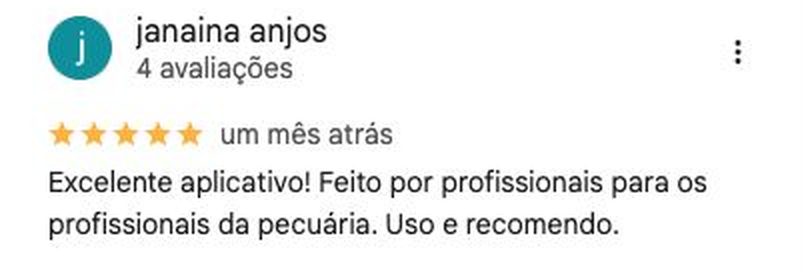 j
janaina anjos
4 avaliações
um mês atrás
Excelente aplicativo! Feito por profissionais para os
profissionais da pecuária. Uso e recomendo.